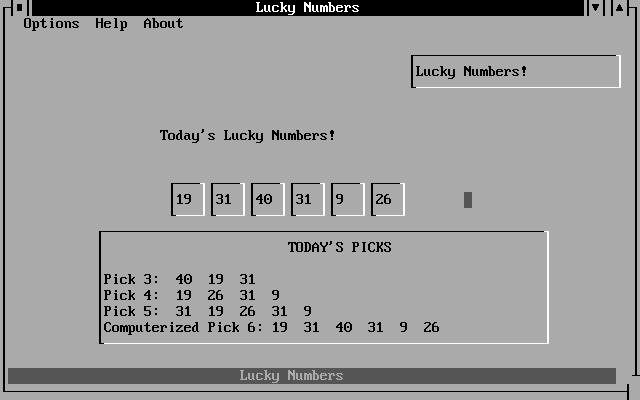 Lucky Numbers
Options Help About
Lucky Numbers!
Today's Lucky Numbers!
19 31 40 31 9 26
TODAY'S PICKS
Pick 3: 40 19 31
Pick 4: 19 26 31 9
Pick 5: 31 19 26 31 9
Computerized Pick 6: 19 31 40 31 9 26
Lucky Numbers